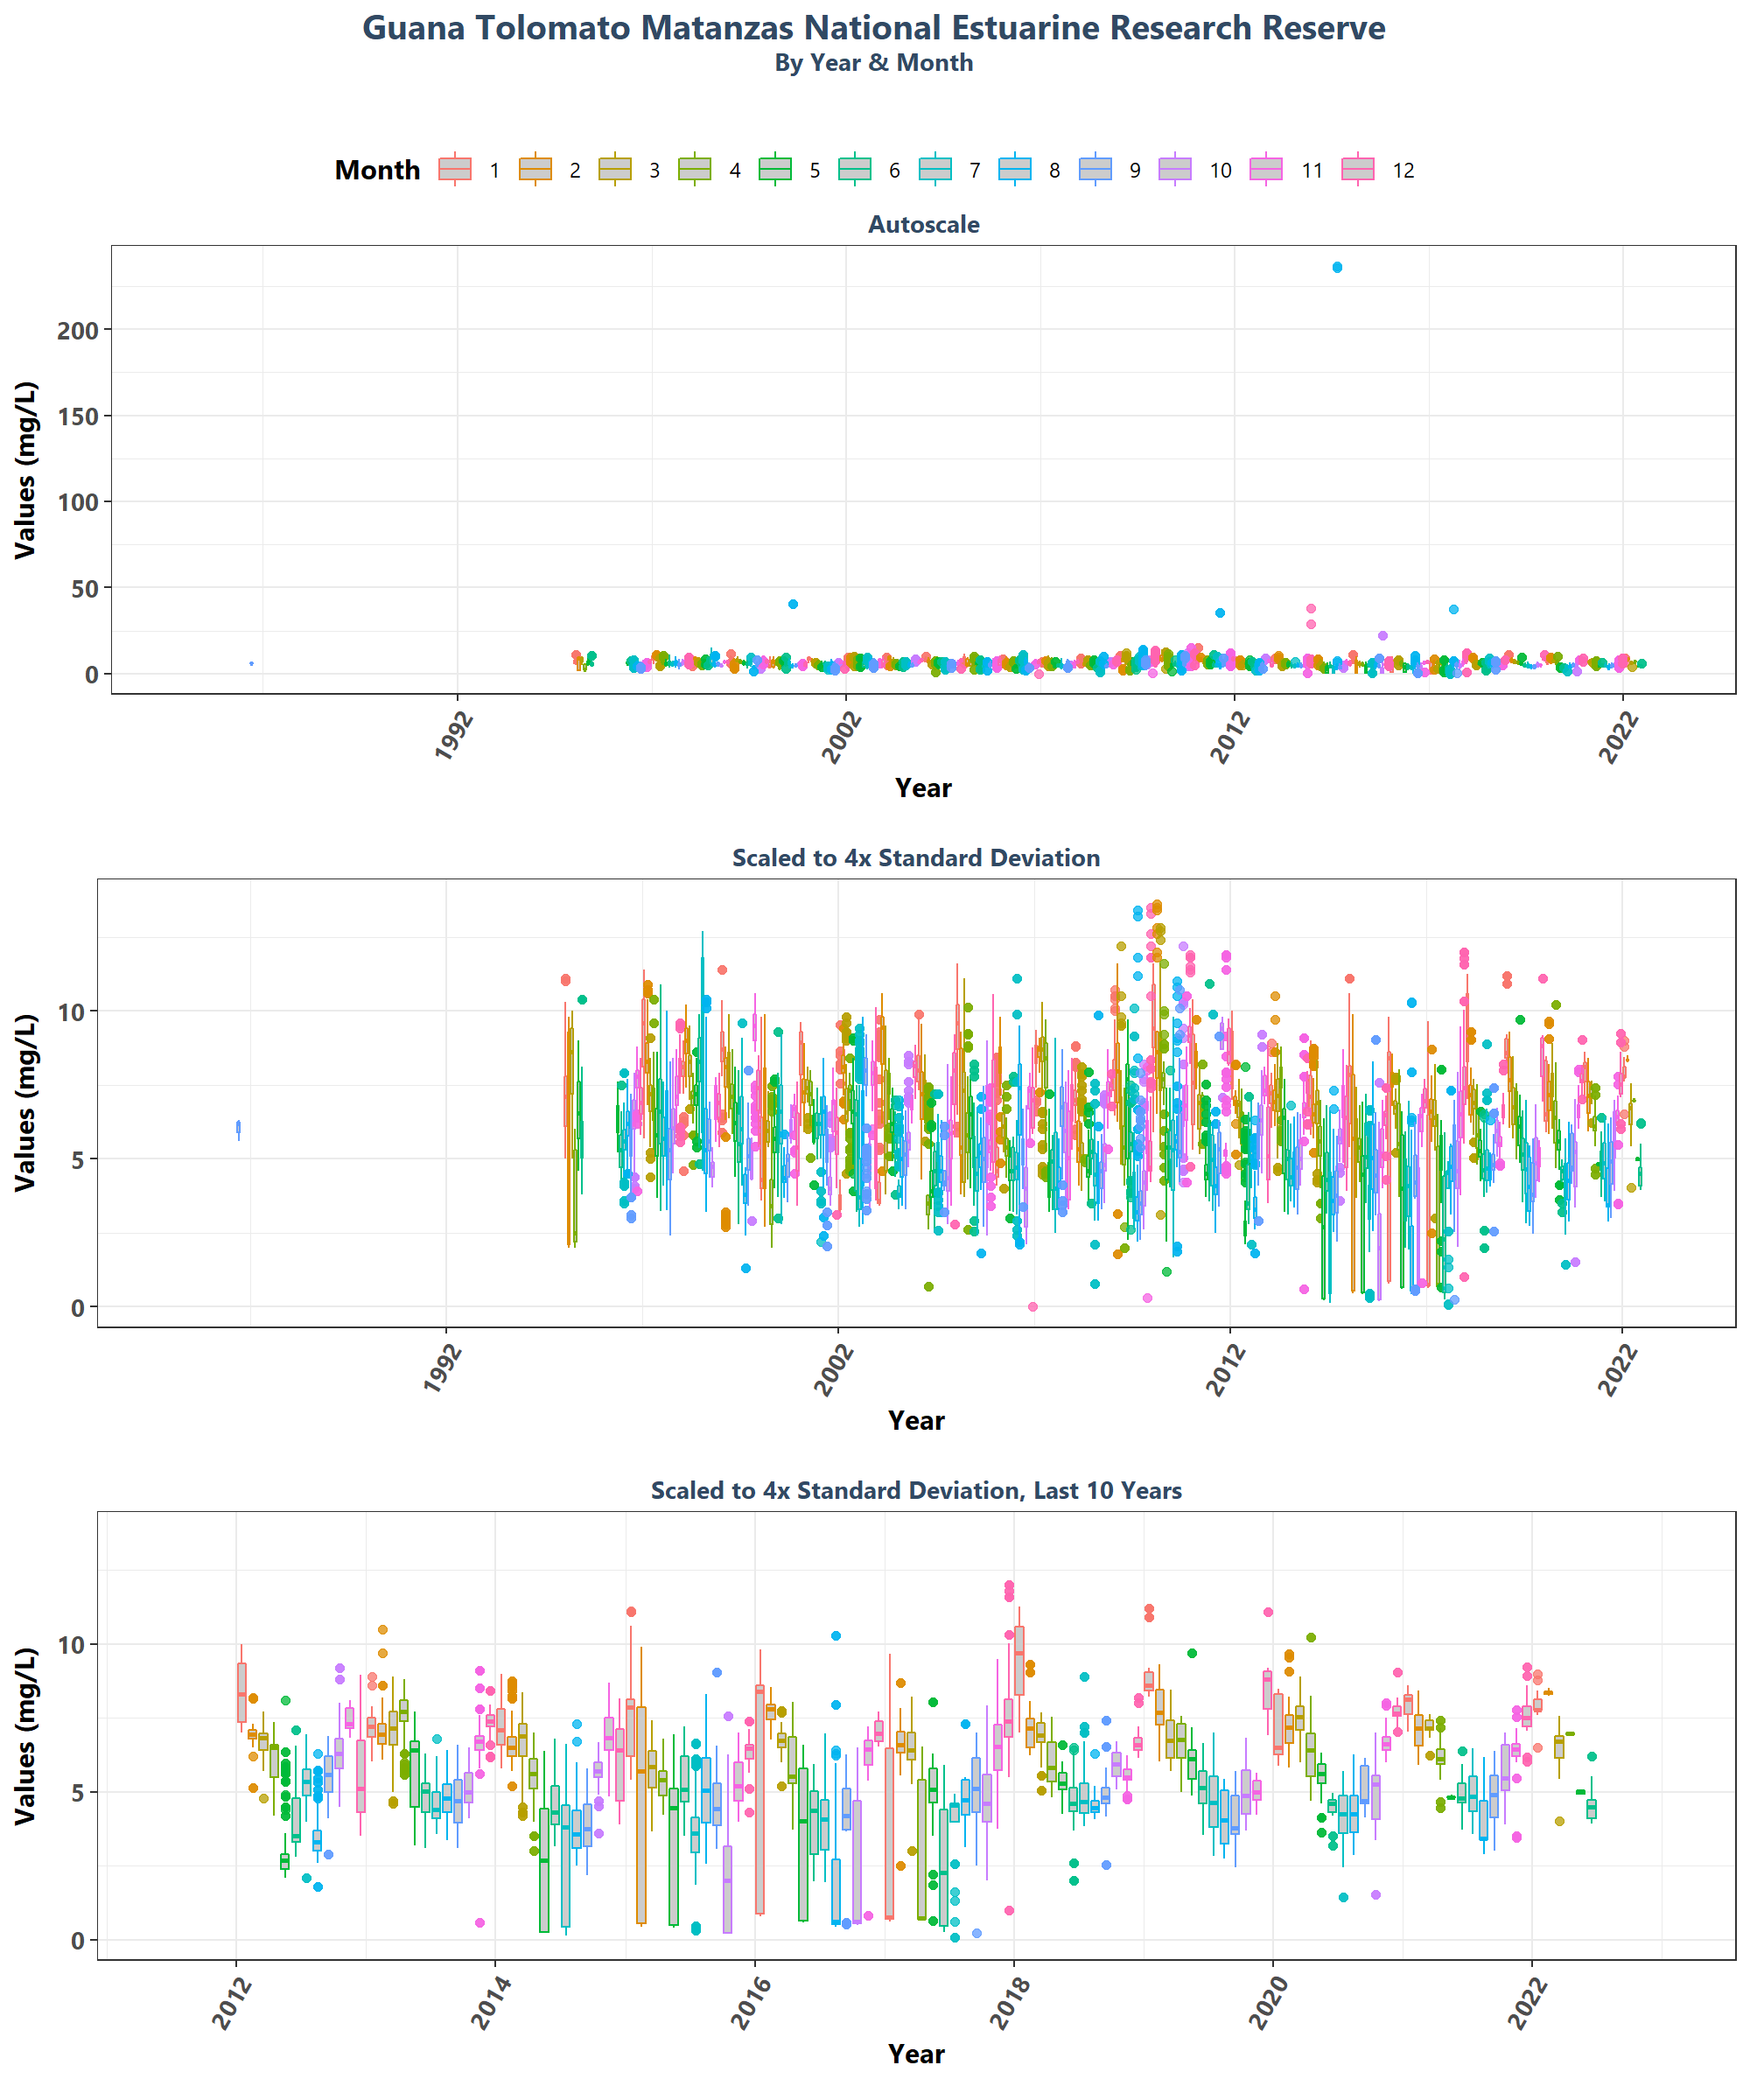 Guana Tolomato Matanzas National Estuarine Research Reserve
By Year & Month
Month 1 2 3 4 5 6 7 8 9 10 11 12
Autoscale
Values (mg/L)
200
150
100
50
0
1992 2002 2012 2022
Year
Scaled to 4x Standard Deviation
Values (mg/L)
10
5
0
1992 2002 2012 2022
Year
Scaled to 4x Standard Deviation, Last 10 Years
Values (mg/L)
10
5
0
2012 2014 2016 2018 2020 2022
Year